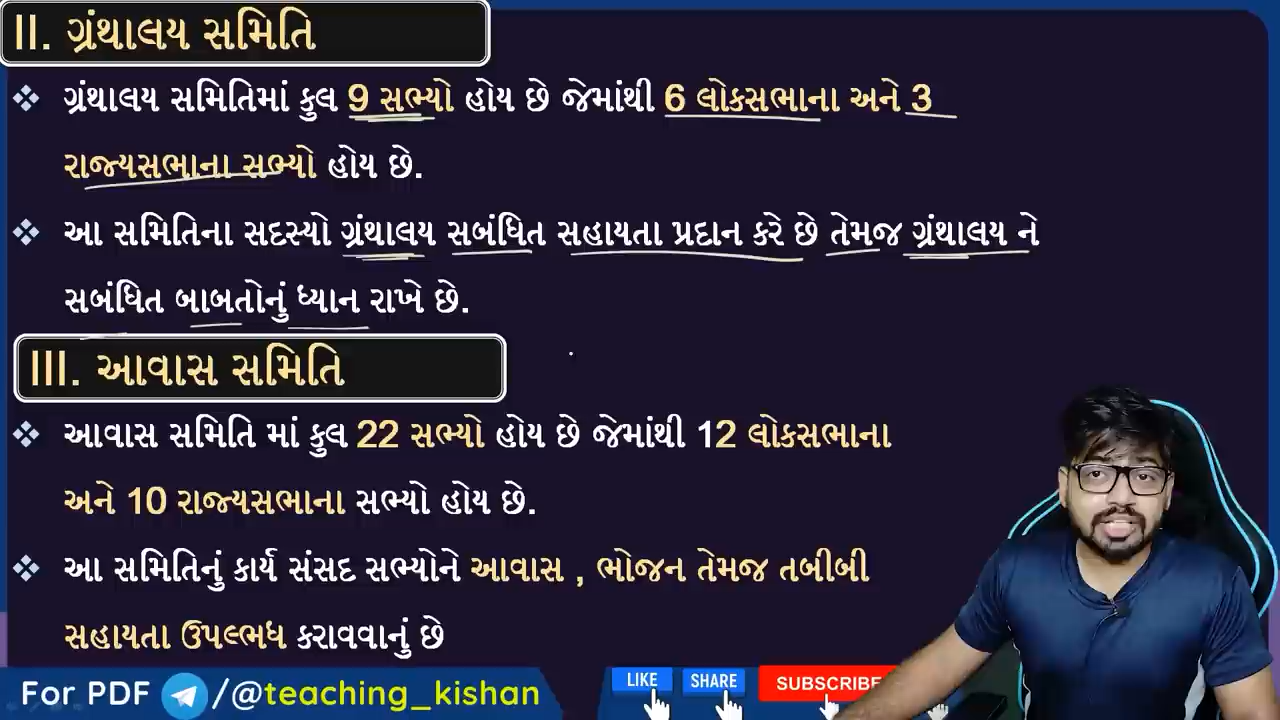 II. ગ્રંથાલય સમિતિ
❖ ગ્રંથાલય સમિતિમાં કુલ 9 સભ્યો હોય છે જેમાંથી 6 લોકસભાના અને 3
રાજ્યસભાના સભ્યો હોય છે.
❖ આ સમિતિના સદસ્યો ગ્રંથાલય સબંધિત સહાયતા પ્રદાન કરે છે તેમજ ગ્રંથાલય ને
સબંધિત બાબતોનું ધ્યાન રાખે છે.
III. આવાસ સમિતિ
❖ આવાસ સમિતિ માં કુલ 22 સભ્યો હોય છે જેમાંથી 12 લોકસભાના
અને 10 રાજ્યસભાના સભ્યો હોય છે.
❖ આ સમિતિનું કાર્ય સંસદ સભ્યોને આવાસ , ભોજન તેમજ તબીબી
સહાયતા ઉપલ્ભધ કરાવવાનું છે
For PDF /@teaching_kishan
LIKE SHARE SUBSCRIBE